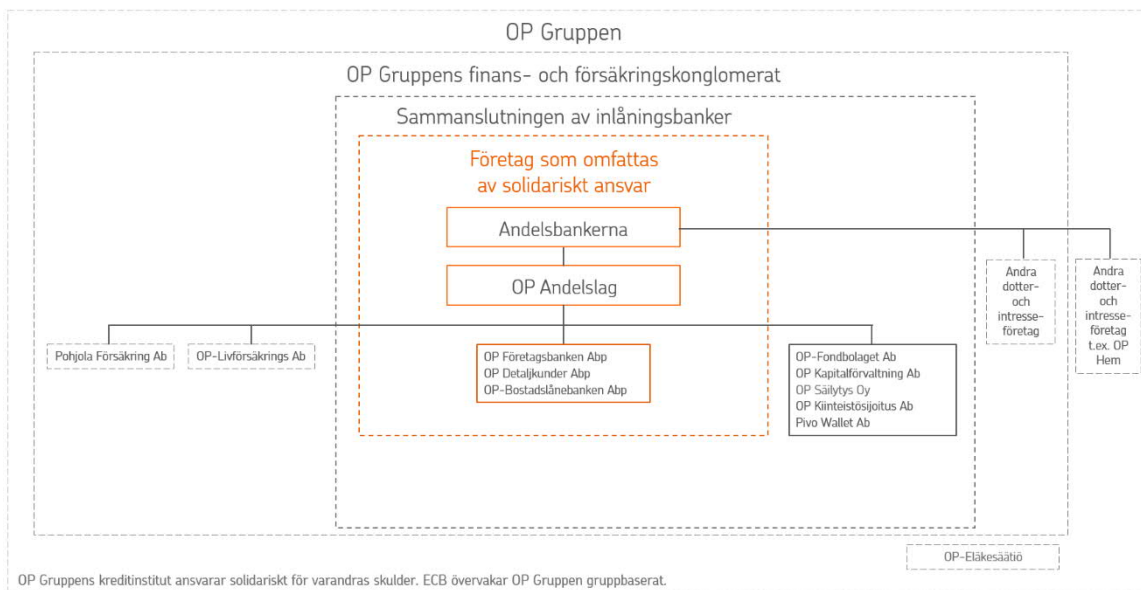 OP Gruppen
OP Gruppens finans- och försäkringskonglomerat
Sammanslutningen av inlåningsbanker
Företag som omfattas
av solidariskt ansvar
Andelsbankerna
OP Andelslag
Pohjola Försäkring Ab
OP-Livförsäkrings Ab
OP Företagsbanken Abp
OP Detaljkunder Abp
OP-Bostadslånebanken Abp
OP-Fondbolaget Ab
OP Kapitalförvaltning Ab
OP Säilytys Oy
OP Kiinteistösijoitus Ab
Pivo Wallet Ab
Andra
dotter-
och
intresse-
företag
Andra
dotter-
och
intresse-
företag
t.ex. OP
Hem
OP-Eläkesäätiö
OP Gruppens kreditinstitut ansvarar solidariskt för varandras skulder. ECB övervakar OP Gruppen gruppbaserat.